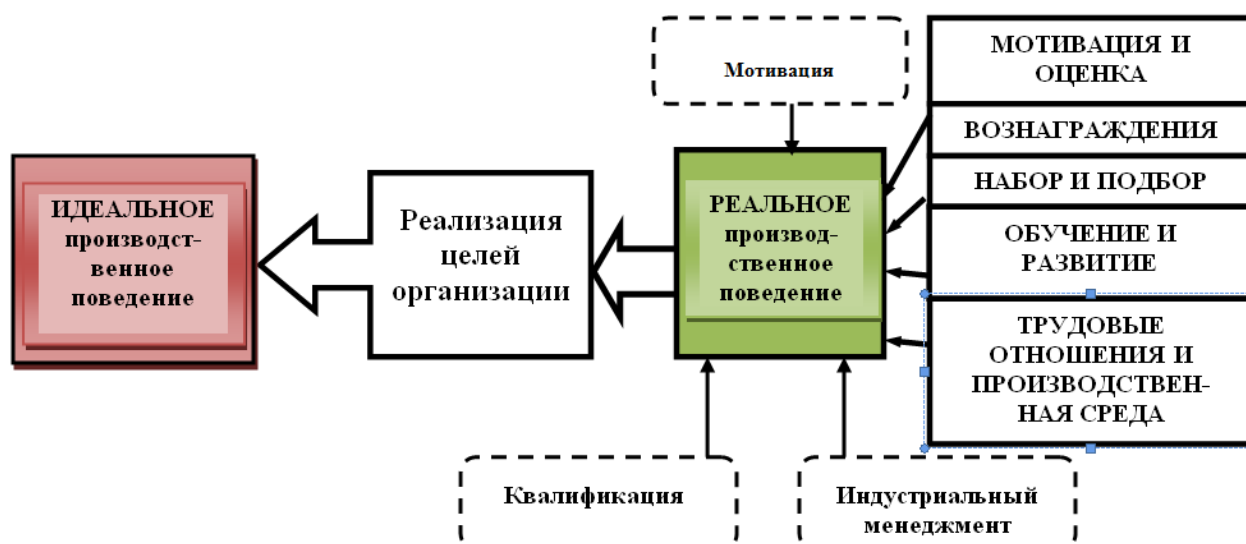 Мотивация
МОТИВАЦИЯ И
ОЦЕНКА
ВОЗНАГРАЖДЕНИЯ
НАБОР И ПОДБОР
ОБУЧЕНИЕ И
РАЗВИТИЕ
ТРУДОВЫЕ
ОТНОШЕНИЯ И
ПРОИЗВОДСТВЕН-
НАЯ СРЕДА
ИДЕАЛЬНОЕ
производст-
венное
поведение
Реализация
целей
организации
РЕАЛЬНОЕ
производ-
ственное
поведение
Квалификация
Индустриальный
менеджмент